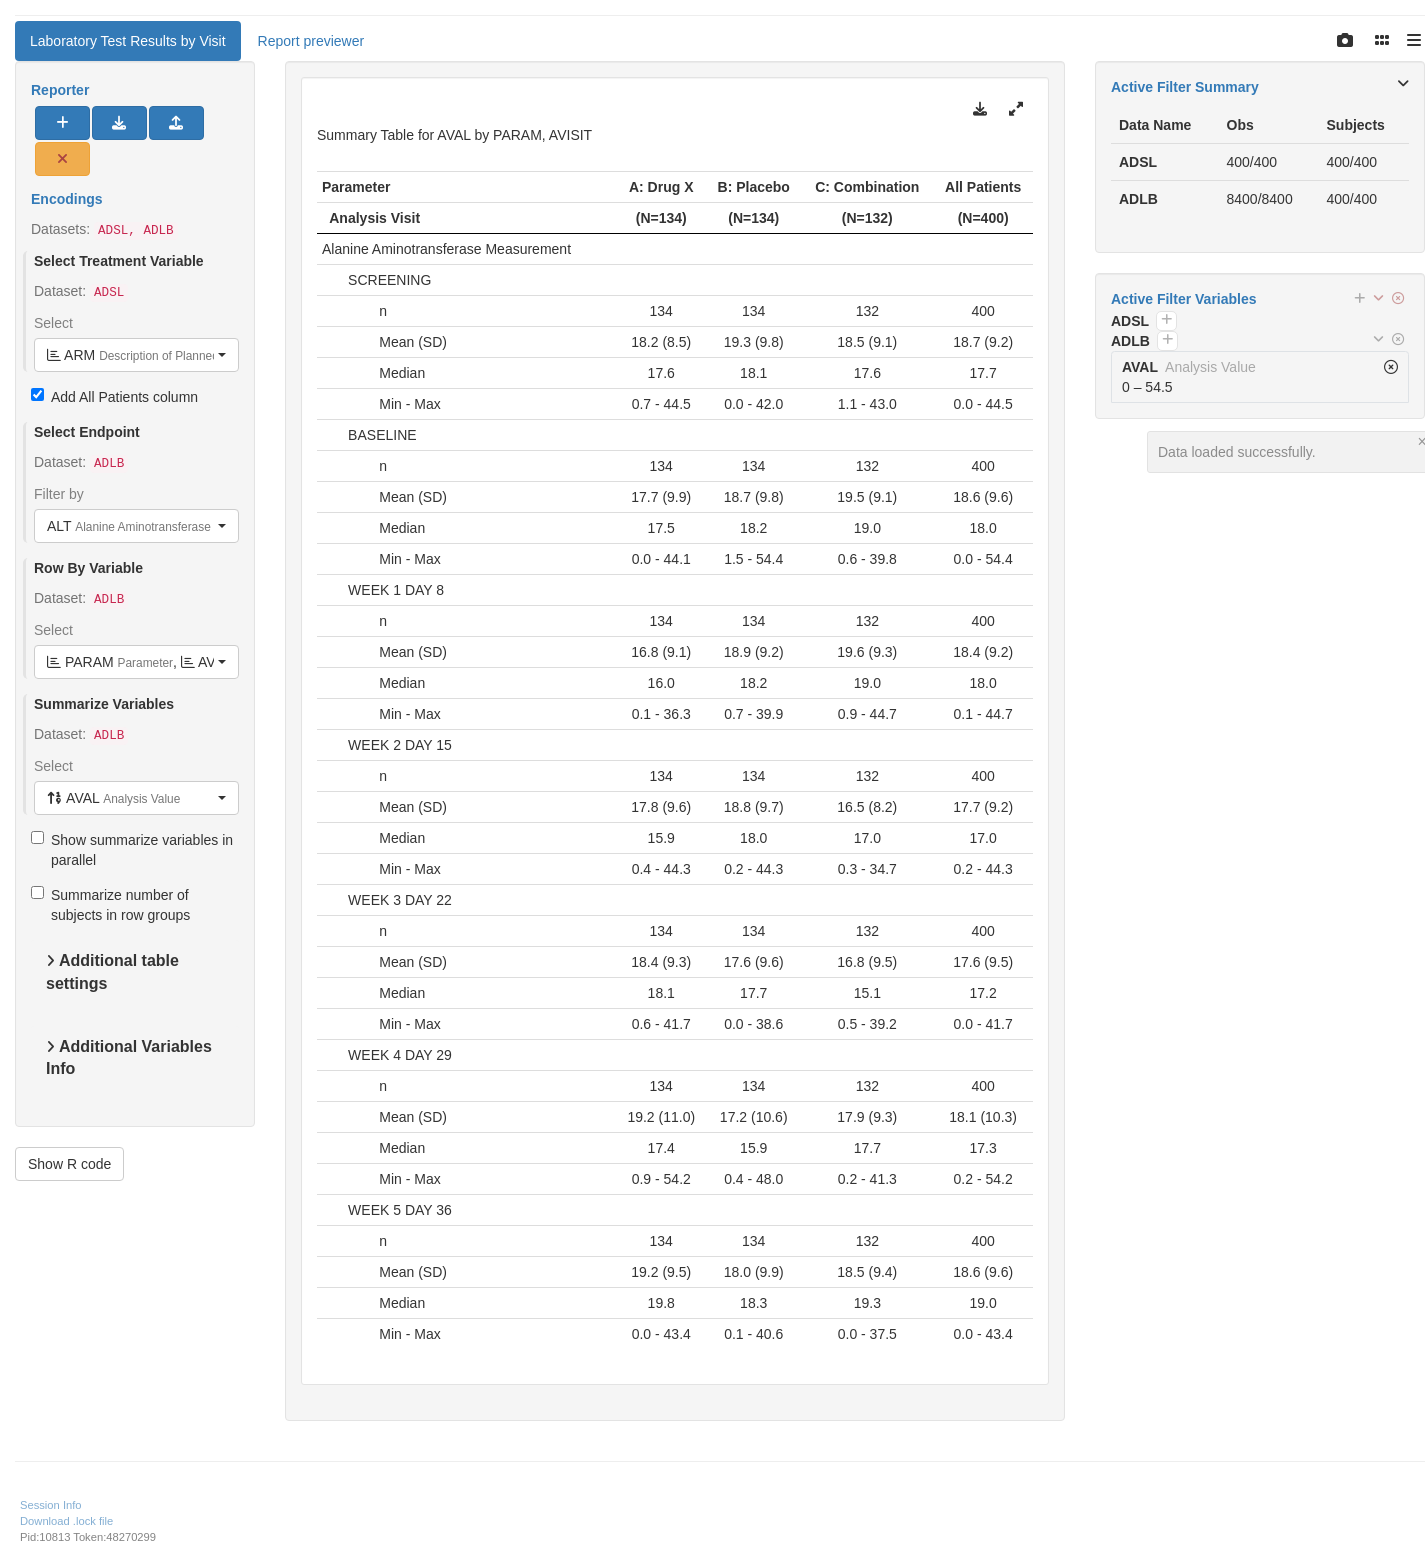 Laboratory Test Results by Visit
Report previewer
Reporter
Encodings
Datasets: ADSL, ADLB
Select Treatment Variable
Dataset: ADSL
Select
ARM Description of Planned
Add All Patients column
Select Endpoint
Dataset: ADLB
Filter by
ALT Alanine Aminotransferase
Row By Variable
Dataset: ADLB
Select
PARAM Parameter, AV
Summarize Variables
Dataset: ADLB
Select
AVAL Analysis Value
Show summarize variables in
parallel
Summarize number of
subjects in row groups
Additional table
settings
Additional Variables
Info
Show R code
Summary Table for AVAL by PARAM, AVISIT
Parameter A: Drug X B: Placebo C: Combination All Patients
Analysis Visit (N=134) (N=134) (N=132) (N=400)
Alanine Aminotransferase Measurement
SCREENING
n 134 134 132 400
Mean (SD) 18.2 (8.5) 19.3 (9.8) 18.5 (9.1) 18.7 (9.2)
Median 17.6 18.1 17.6 17.7
Min - Max 0.7 - 44.5 0.0 - 42.0 1.1 - 43.0 0.0 - 44.5
BASELINE
n 134 134 132 400
Mean (SD) 17.7 (9.9) 18.7 (9.8) 19.5 (9.1) 18.6 (9.6)
Median 17.5 18.2 19.0 18.0
Min - Max 0.0 - 44.1 1.5 - 54.4 0.6 - 39.8 0.0 - 54.4
WEEK 1 DAY 8
n 134 134 132 400
Mean (SD) 16.8 (9.1) 18.9 (9.2) 19.6 (9.3) 18.4 (9.2)
Median 16.0 18.2 19.0 18.0
Min - Max 0.1 - 36.3 0.7 - 39.9 0.9 - 44.7 0.1 - 44.7
WEEK 2 DAY 15
n 134 134 132 400
Mean (SD) 17.8 (9.6) 18.8 (9.7) 16.5 (8.2) 17.7 (9.2)
Median 15.9 18.0 17.0 17.0
Min - Max 0.4 - 44.3 0.2 - 44.3 0.3 - 34.7 0.2 - 44.3
WEEK 3 DAY 22
n 134 134 132 400
Mean (SD) 18.4 (9.3) 17.6 (9.6) 16.8 (9.5) 17.6 (9.5)
Median 18.1 17.7 15.1 17.2
Min - Max 0.6 - 41.7 0.0 - 38.6 0.5 - 39.2 0.0 - 41.7
WEEK 4 DAY 29
n 134 134 132 400
Mean (SD) 19.2 (11.0) 17.2 (10.6) 17.9 (9.3) 18.1 (10.3)
Median 17.4 15.9 17.7 17.3
Min - Max 0.9 - 54.2 0.4 - 48.0 0.2 - 41.3 0.2 - 54.2
WEEK 5 DAY 36
n 134 134 132 400
Mean (SD) 19.2 (9.5) 18.0 (9.9) 18.5 (9.4) 18.6 (9.6)
Median 19.8 18.3 19.3 19.0
Min - Max 0.0 - 43.4 0.1 - 40.6 0.0 - 37.5 0.0 - 43.4
Active Filter Summary
Data Name Obs Subjects
ADSL 400/400 400/400
ADLB 8400/8400 400/400
Active Filter Variables
ADSL
ADLB
AVAL Analysis Value
0 – 54.5
Data loaded successfully.
Session Info
Download .lock file
Pid:10813 Token:48270299